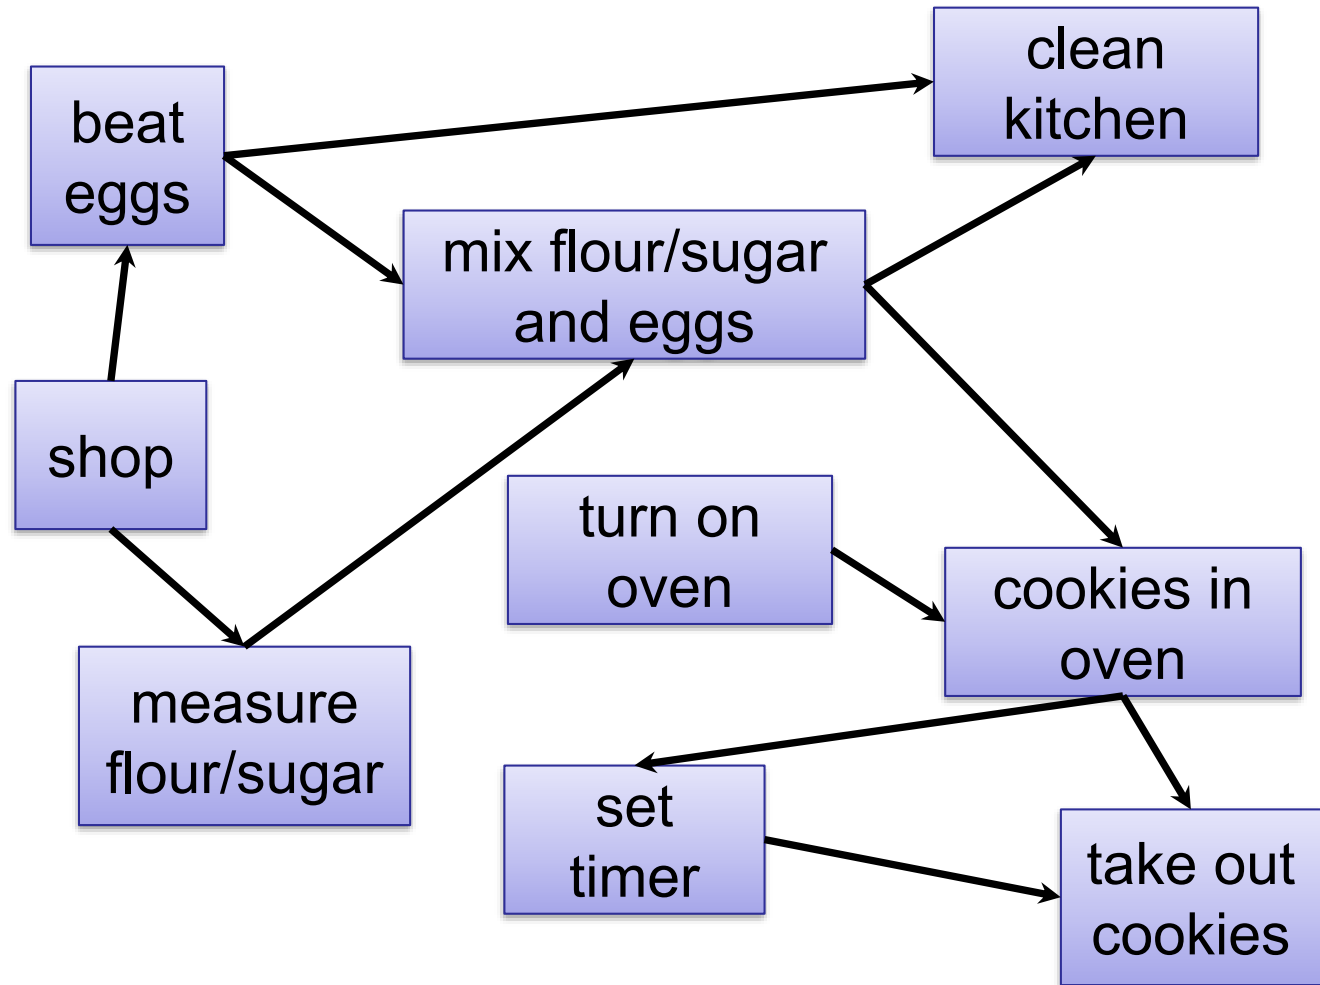 clean
kitchen
beat
eggs
mix flour/sugar
and eggs
shop
turn on
oven
cookies in
oven
measure
flour/sugar
set
timer
take out
cookies